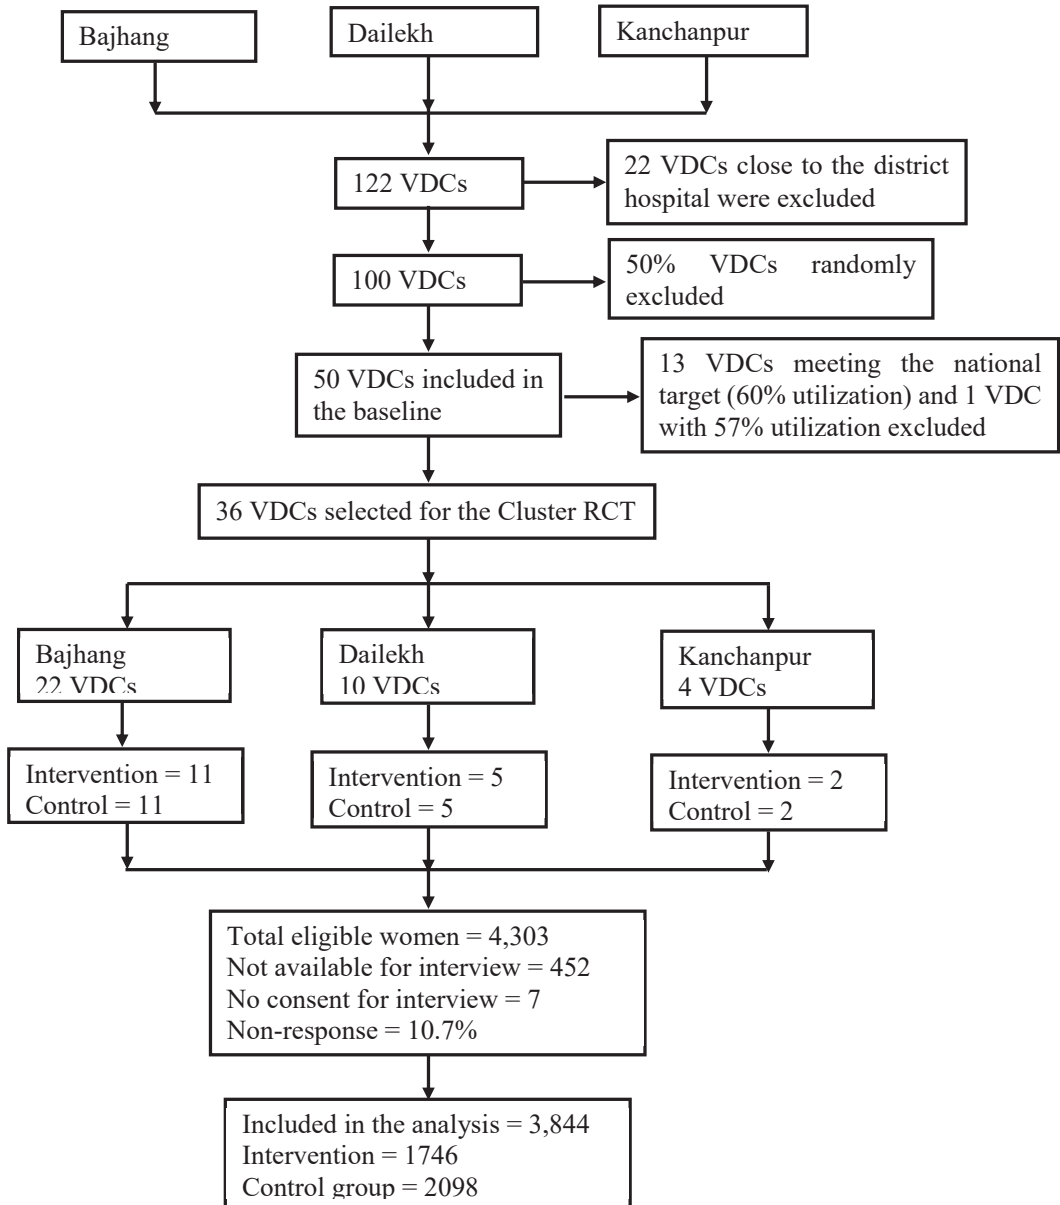 Bajhang
Dailekh
Kanchanpur
122 VDCs
22 VDCs close to the district
hospital were excluded
100 VDCs
50% VDCs randomly
excluded
50 VDCs included in
the baseline
13 VDCs meeting the national
target (60% utilization) and 1 VDC
with 57% utilization excluded
36 VDCs selected for the Cluster RCT
Bajhang
22 VDCs
Dailekh
10 VDCs
Kanchanpur
4 VDCs
Intervention = 11
Control = 11
Intervention = 5
Control = 5
Intervention = 2
Control = 2
Total eligible women = 4,303
Not available for interview = 452
No consent for interview = 7
Non-response = 10.7%
Included in the analysis = 3,844
Intervention = 1746
Control group = 2098